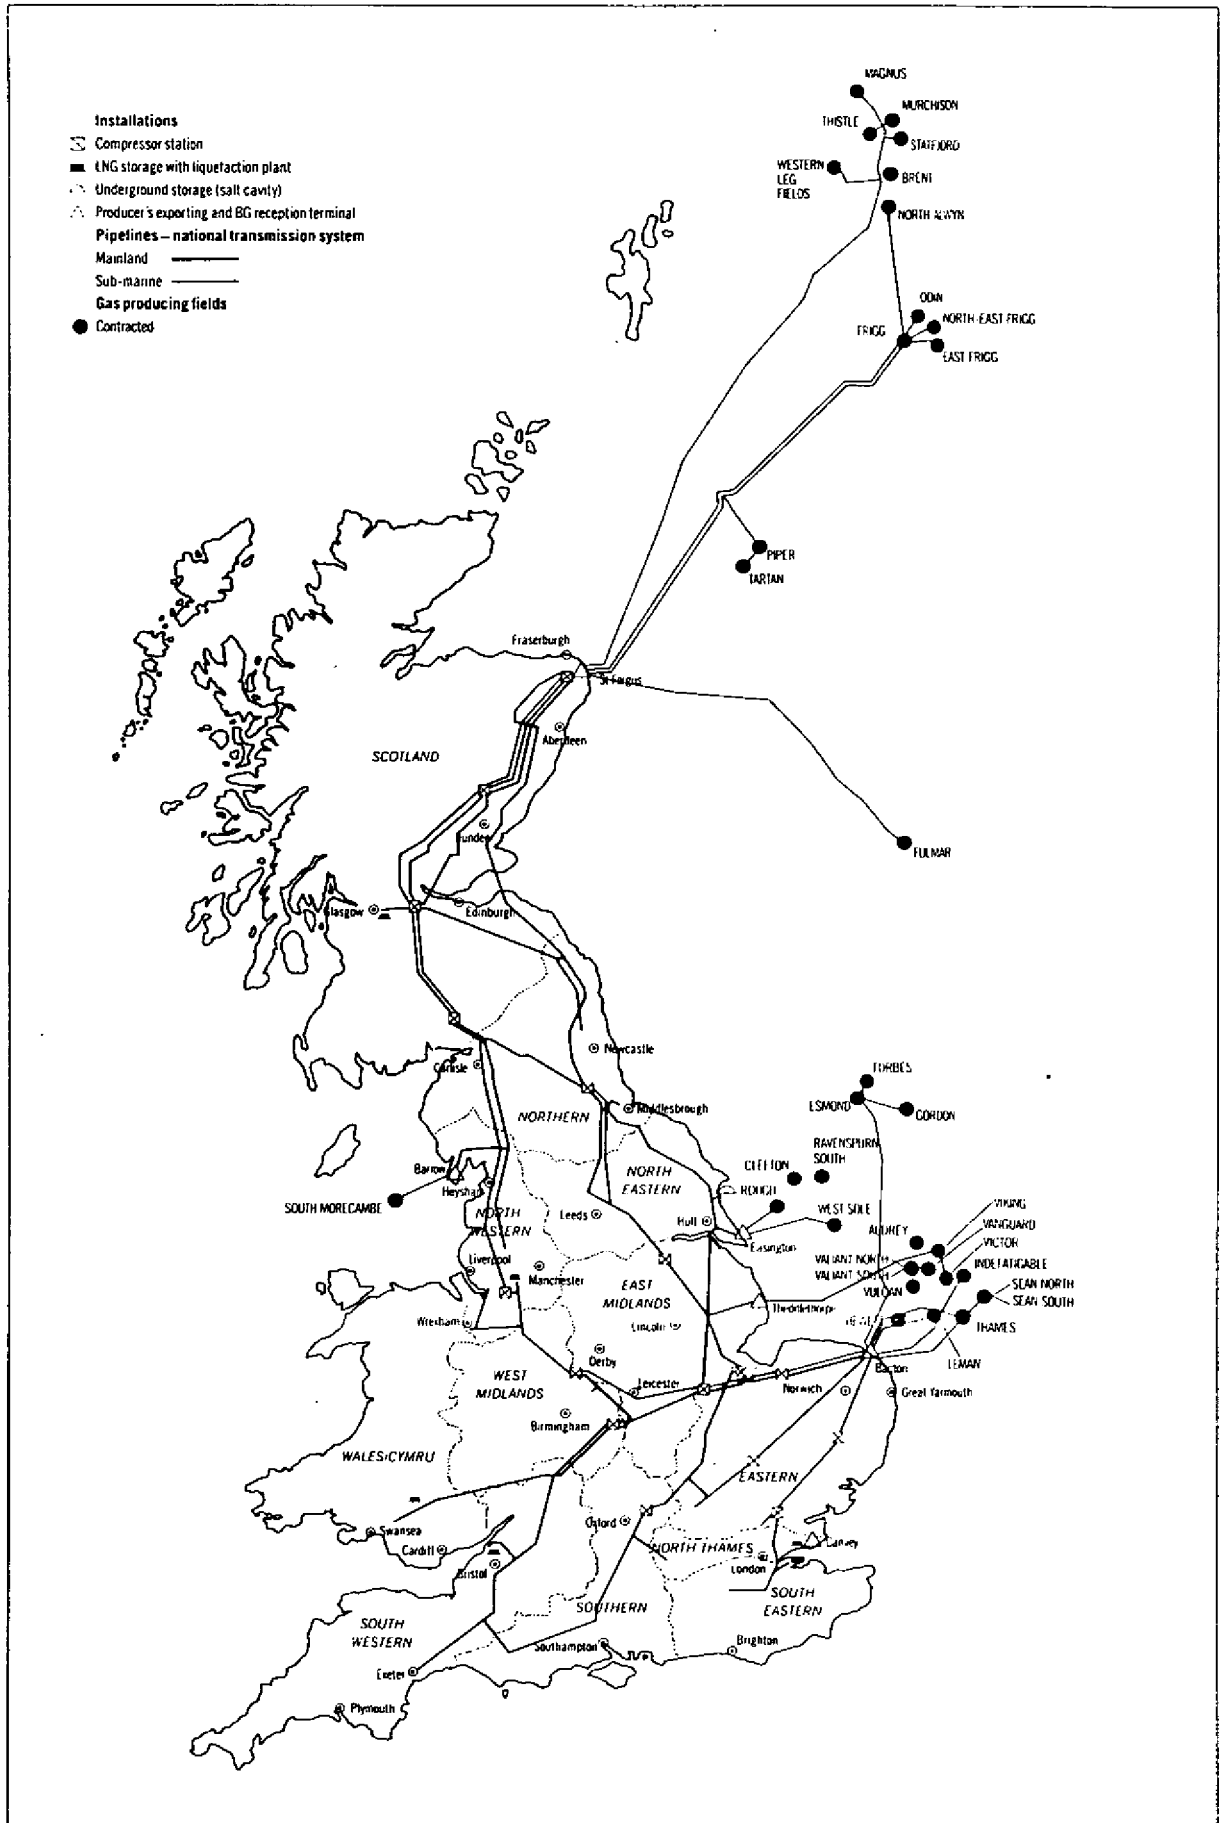 Installations
Compressor station
LNG storage with liquefaction plant
Underground storage (salt cavity)
Producer's exporting and BG reception terminal
Pipelines – national transmission system
Mainland
Sub-marine
Gas producing fields
Contracted
MAGNUS
MURCHISON
THISTLE
STATFJORD
WESTERN
LEG
FIELDS
BRENT
NORTH ALWYN
ODIN
NORTH-EAST FRIGG
FRIGG
EAST FRIGG
PIPER
TARTAN
Fraserburgh
St Fergus
Aberdeen
SCOTLAND
Dundee
FULMAR
Glasgow
Edinburgh
Newcastle
Carlisle
FORBES
ESMOND
GORDON
Middlesbrough
NORTHERN
RAVENSPURN
SOUTH
CLEETON
NORTH
EASTERN
ROUGH
Barrow
Heysham
SOUTH MORECAMBE
NORTH
WESTERN
Leeds
Hull
WEST SOLE
Easington
VIKING
VANGUARD
VICTOR
AUDREY
VALIANT NORTH
VALIANT SOUTH
INDEFATIGABLE
VULCAN
SEAN NORTH
SEAN SOUTH
Liverpool
Manchester
EAST
MIDLANDS
Theddlethorpe
Wrexham
Lincoln
THAMES
LEMAN
Derby
Bacton
WEST
MIDLANDS
Leicester
Norwich
Great Yarmouth
Birmingham
WALES/CYMRU
EASTERN
Swansea
Cardiff
Oxford
NORTH THAMES
Canvey
London
Bristol
SOUTH
EASTERN
SOUTHERN
SOUTH
WESTERN
Southampton
Brighton
Exeter
Plymouth